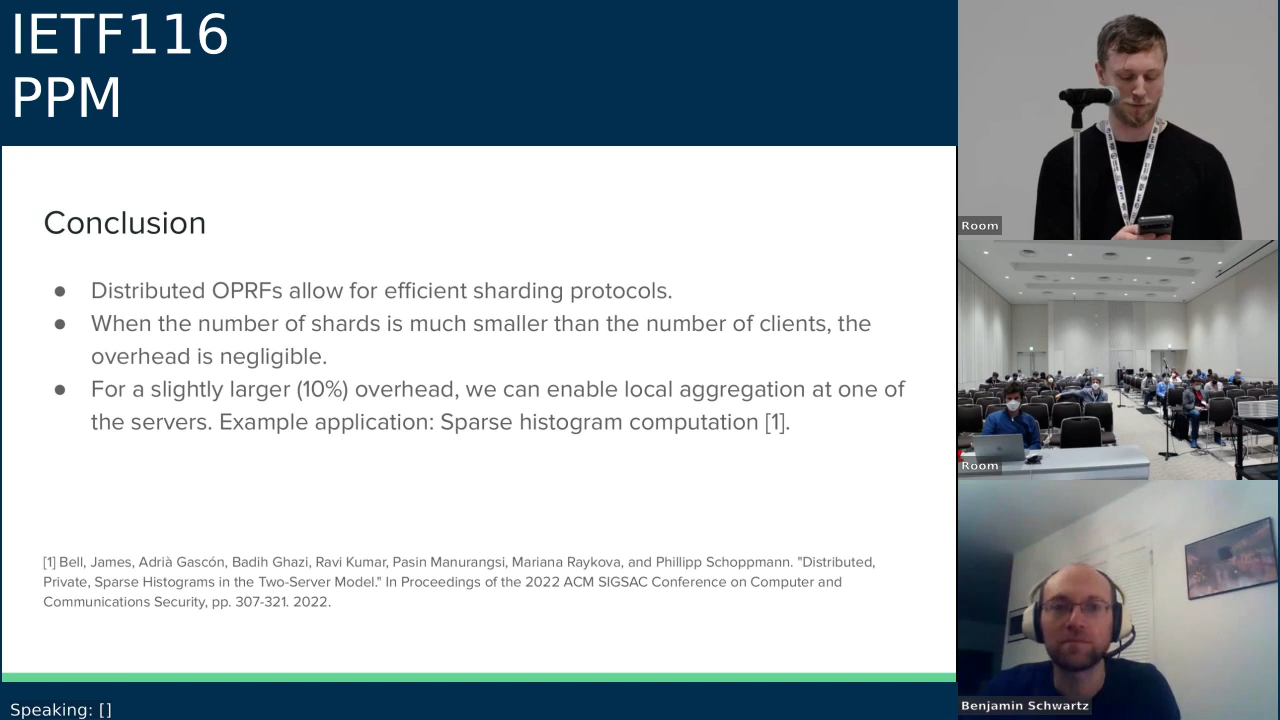 IETF116
PPM
Conclusion
● Distributed OPRFs allow for efficient sharding protocols.
● When the number of shards is much smaller than the number of clients, the
overhead is negligible.
● For a slightly larger (10%) overhead, we can enable local aggregation at one of
the servers. Example application: Sparse histogram computation [1].
[1] Bell, James, Adrià Gascón, Badih Ghazi, Ravi Kumar, Pasin Manurangsi, Mariana Raykova, and Phillipp Schoppmann. "Distributed,
Private, Sparse Histograms in the Two-Server Model." In Proceedings of the 2022 ACM SIGSAC Conference on Computer and
Communications Security, pp. 307-321. 2022.
Speaking: []
Room
Room
Benjamin Schwartz